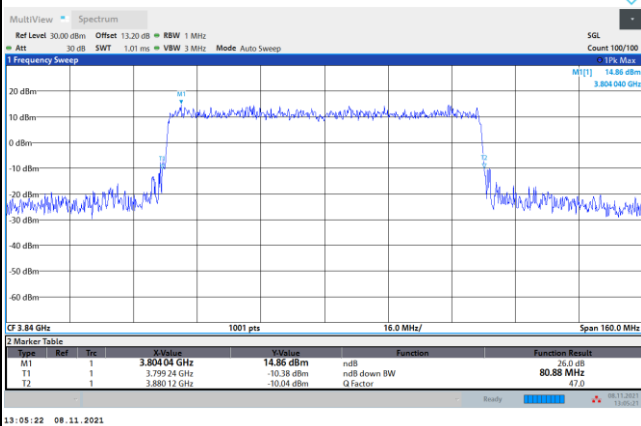 MultiView Spectrum
Ref Level 30.00 dBm Offset 13.20 dB RBW 1 MHz SGL
Att 30 dB SWT 1.01 ms VBW 3 MHz Mode Auto Sweep Count 100/100
1 Frequency Sweep 1Pk Max
M1[1] 14.86 dBm
3.804 040 GHz
20 dBm
M1
10 dBm
0 dBm
T1 T2
-10 dBm
-20 dBm
-30 dBm
-40 dBm
-50 dBm
-60 dBm
CF 3.84 GHz 1001 pts 16.0 MHz/ Span 160.0 MHz
2 Marker Table
Type Ref Trc X-Value Y-Value Function Function Result
M1 1 3.804 04 GHz 14.86 dBm ndB 26.0 dB
T1 1 3.799 24 GHz -10.38 dBm ndB down BW 80.88 MHz
T2 1 3.880 12 GHz -10.04 dBm Q Factor 47.0
Ready 08.11.2021
13:05:21
13:05:22 08.11.2021